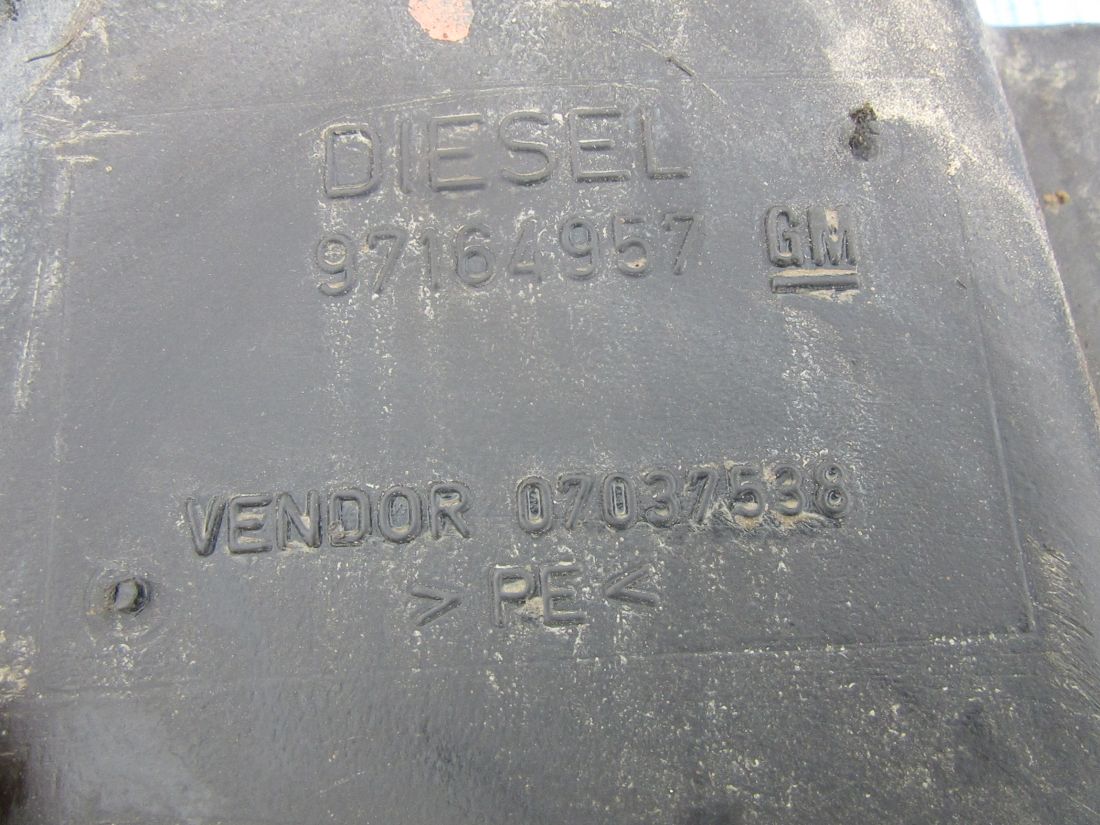 DIESEL
97164957 GM
VENDOR 07037538
>PE<